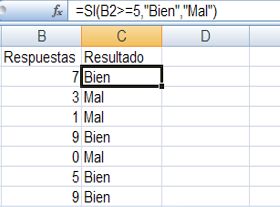 fx =SI(B2>=5,"Bien","Mal")
B C D
Respuestas Resultado
7 Bien
3 Mal
1 Mal
9 Bien
0 Mal
5 Bien
9 Bien